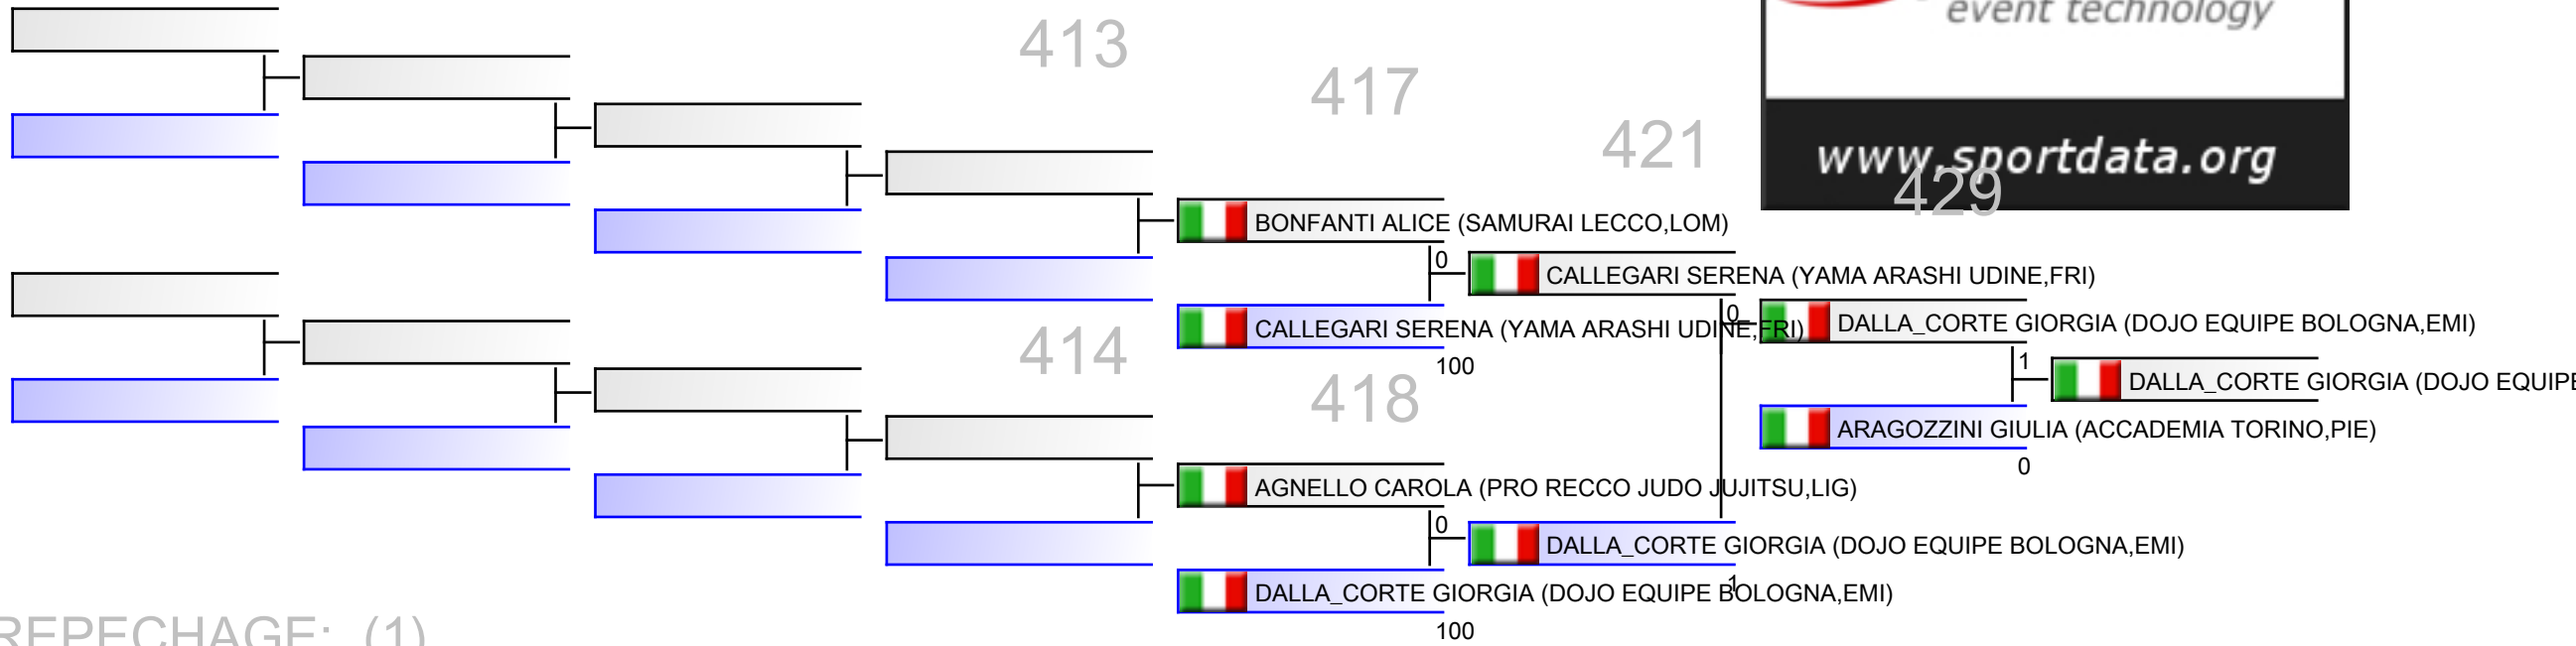 event technology
413
417
421
www.sportdata.org
429
BONFANTI ALICE (SAMURAI LECCO,LOM)
0
CALLEGARI SERENA (YAMA ARASHI UDINE,FRI)
0
CALLEGARI SERENA (YAMA ARASHI UDINE,FRI)
DALLA_CORTE GIORGIA (DOJO EQUIPE BOLOGNA,EMI)
414
100
1
DALLA_CORTE GIORGIA (DOJO EQUIPE
418
ARAGOZZINI GIULIA (ACCADEMIA TORINO,PIE)
0
AGNELLO CAROLA (PRO RECCO JUDO JUJITSU,LIG)
0
DALLA_CORTE GIORGIA (DOJO EQUIPE BOLOGNA,EMI)
1
DALLA_CORTE GIORGIA (DOJO EQUIPE BOLOGNA,EMI)
100
REPECHAGE: (1)